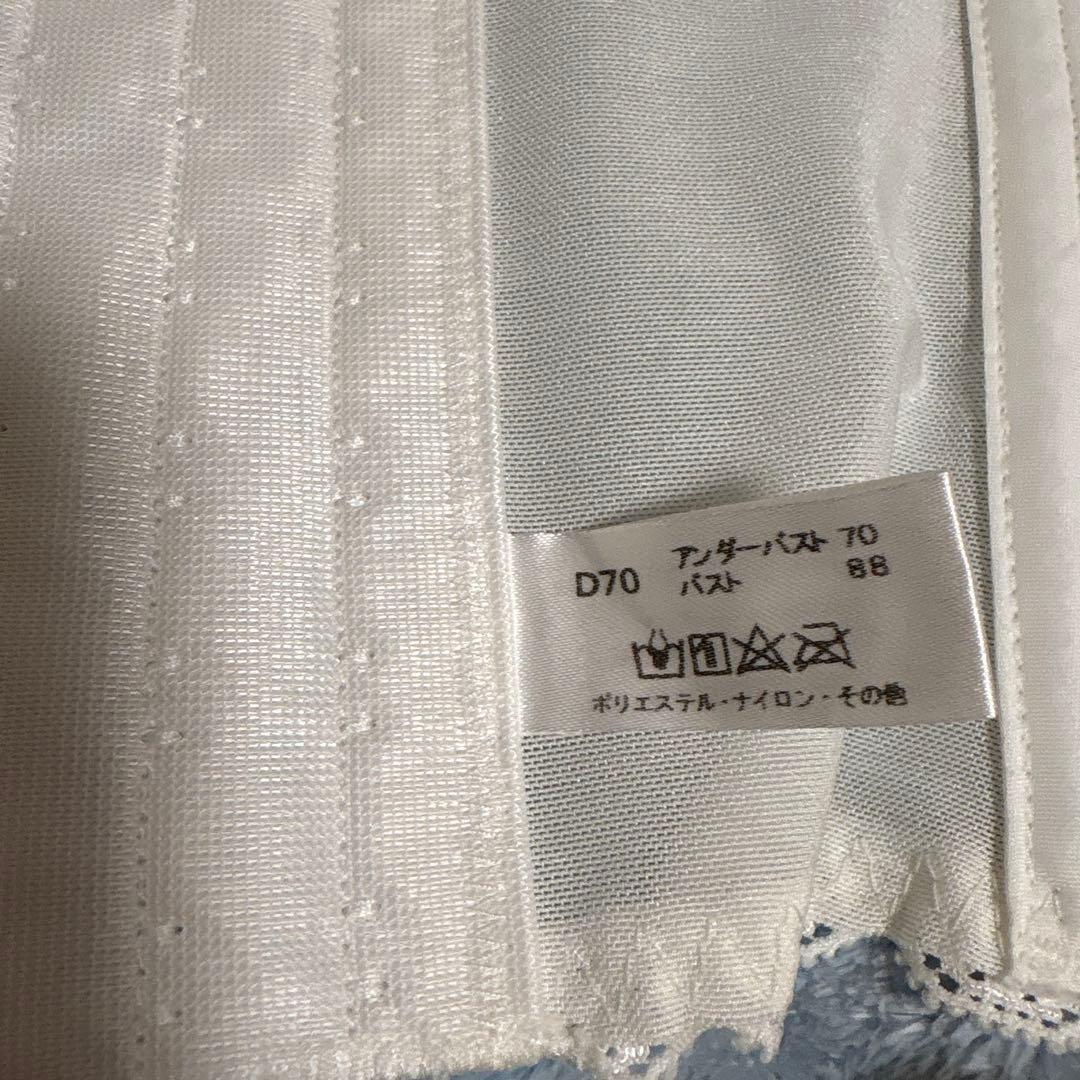 D70 アンダーバスト 70
バスト 88
ポリエステル・ナイロン・その他